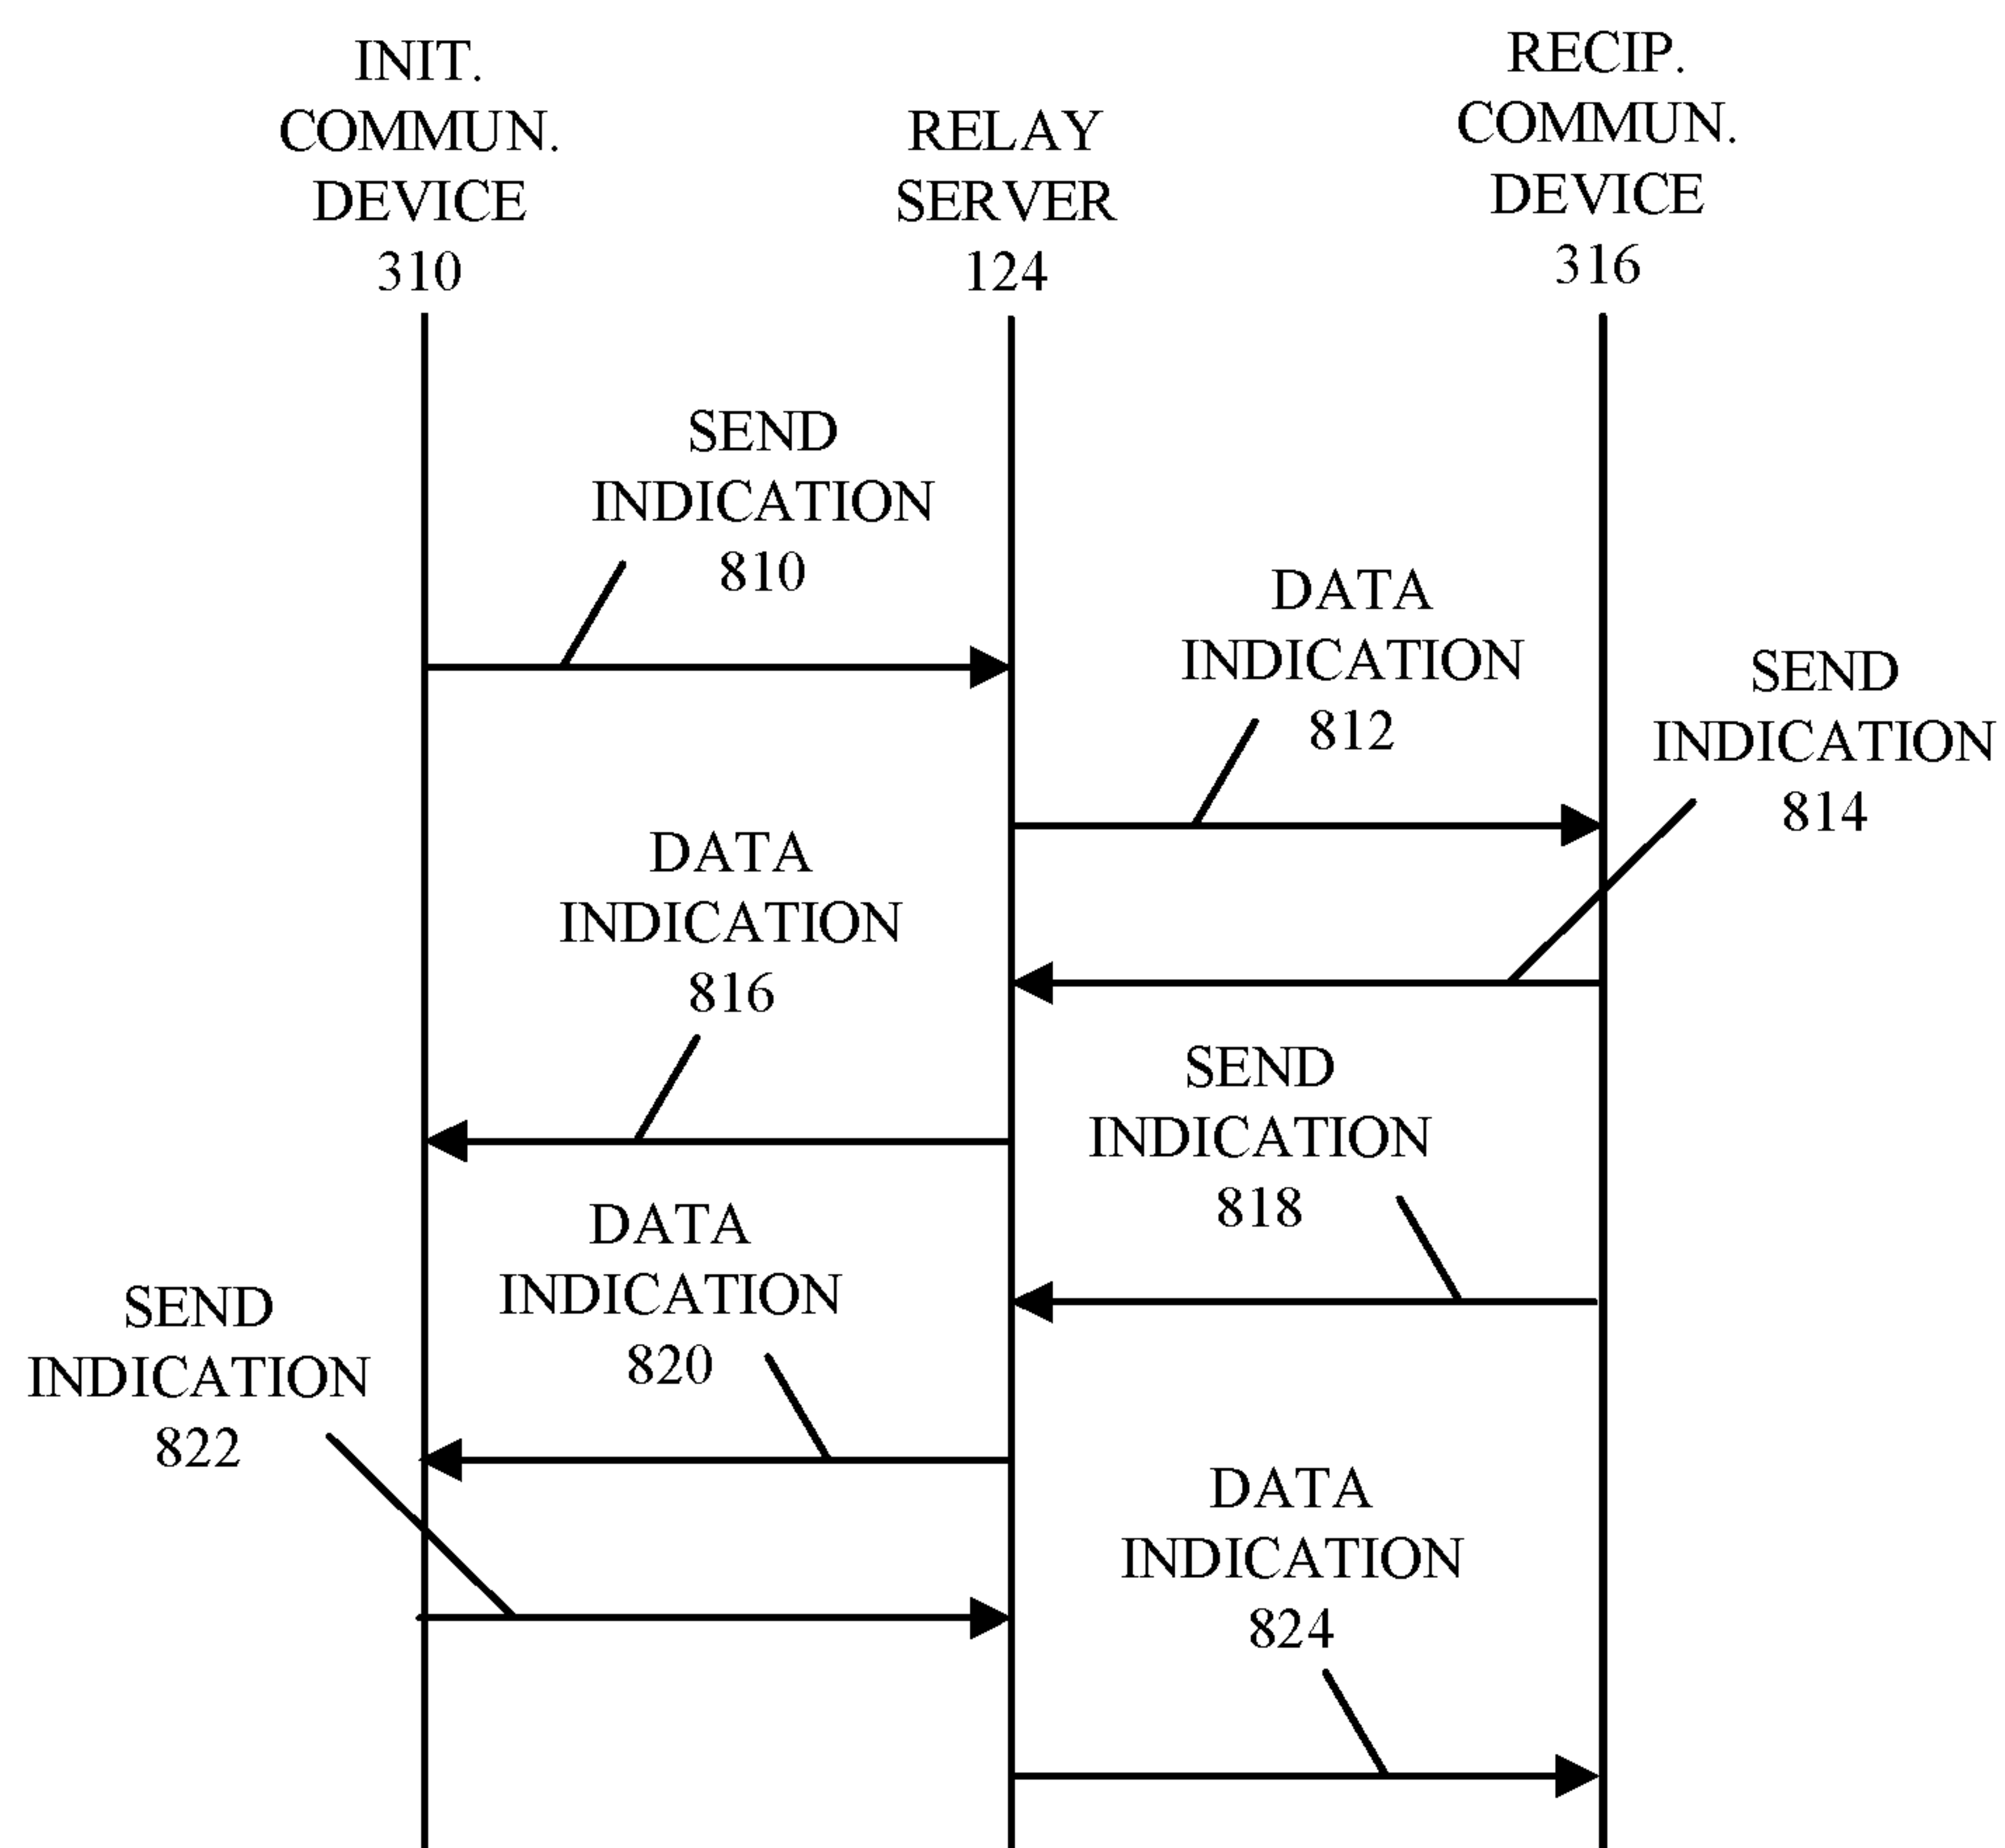 INIT.
COMMUN.
DEVICE
310
RELAY
SERVER
124
RECIP.
COMMUN.
DEVICE
316
SEND
INDICATION
810
DATA
INDICATION
812
SEND
INDICATION
814
DATA
INDICATION
816
SEND
INDICATION
818
DATA
INDICATION
820
SEND
INDICATION
822
DATA
INDICATION
824